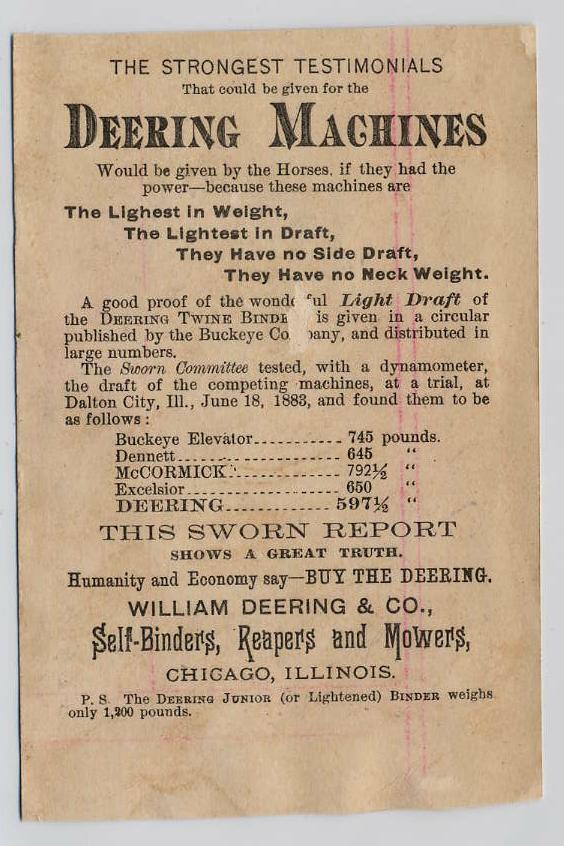 THE STRONGEST TESTIMONIALS
That could be given for the
DEERING MACHINES
Would be given by the Horses, if they had the
power—because these machines are
The Lighest in Weight,
The Lightest in Draft,
They Have no Side Draft,
They Have no Neck Weight.
A good proof of the wonde ful Light Draft of
the DEERING TWINE BINDE is given in a circular
published by the Buckeye Co pany, and distributed in
large numbers.
The Sworn Committee tested, with a dynamometer,
the draft of the competing machines, at a trial, at
Dalton City, Ill., June 18, 1883, and found them to be
as follows:
Buckeye Elevator----------- 745 pounds.
Dennett-------------------- 645 “
McCORMICK------------- 792½ “
Excelsior------------------- 650 “
DEERING------------- 597½ “
THIS SWORN REPORT
SHOWS A GREAT TRUTH.
Humanity and Economy say—BUY THE DEERING.
WILLIAM DEERING & CO.,
Self-Binders, Reapers and Mowers,
CHICAGO, ILLINOIS.
P. S. The DEERING JUNIOR (or Lightened) BINDER weighs
only 1,200 pounds.